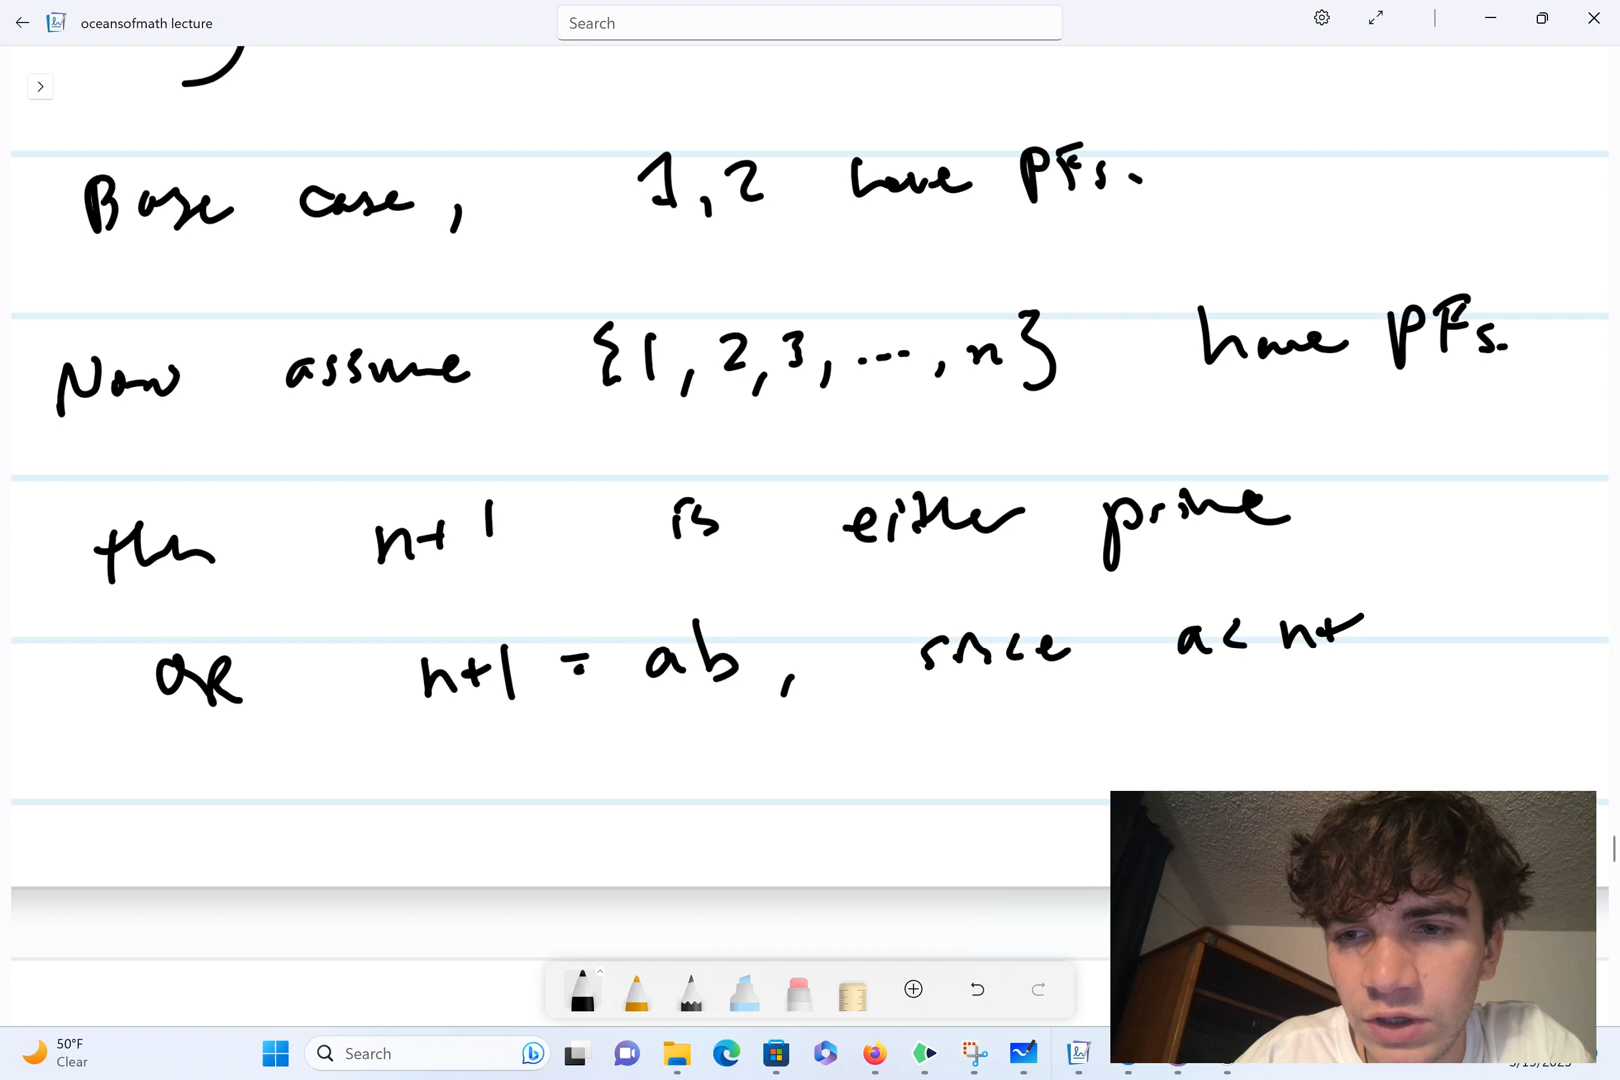 oceansofmath lecture
Search
Base case, 1, 2 have PFs.
Now assume {1, 2, 3, ..., n} have PFs.
then n+1 is either prime
OR n+1 = ab, since a < n+
50°F
Clear
Search